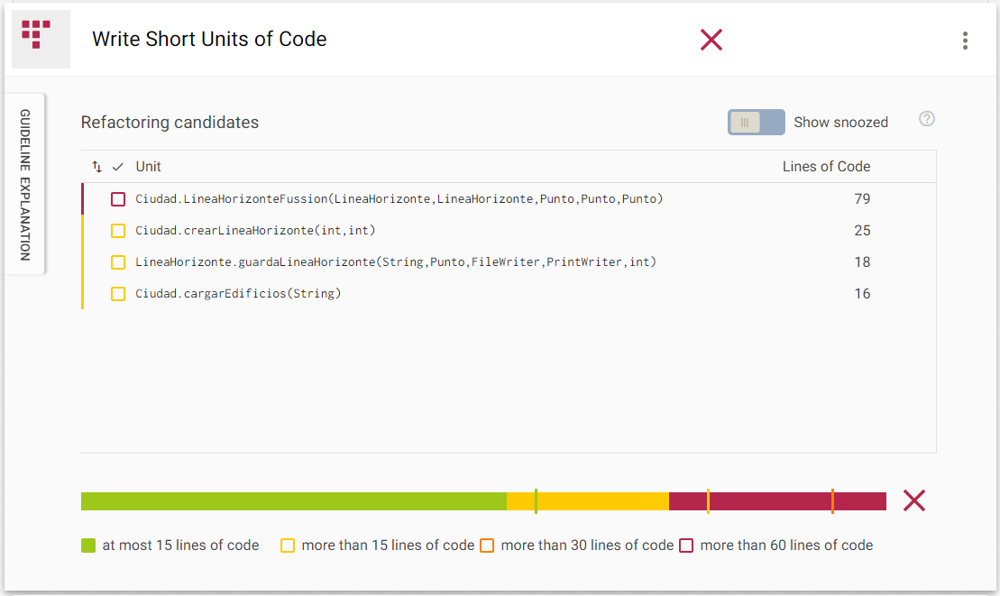 Write Short Units of Code
GUIDELINE EXPLANATION
Refactoring candidates
Show snoozed
Unit Lines of Code
Ciudad.LineaHorizonteFussion(LineaHorizonte,LineaHorizonte,Punto,Punto,Punto) 79
Ciudad.crearLineaHorizonte(int,int) 25
LineaHorizonte.guardaLineaHorizonte(String,Punto,FileWriter,PrintWriter,int) 18
Ciudad.cargarEdificios(String) 16
at most 15 lines of code more than 15 lines of code more than 30 lines of code more than 60 lines of code